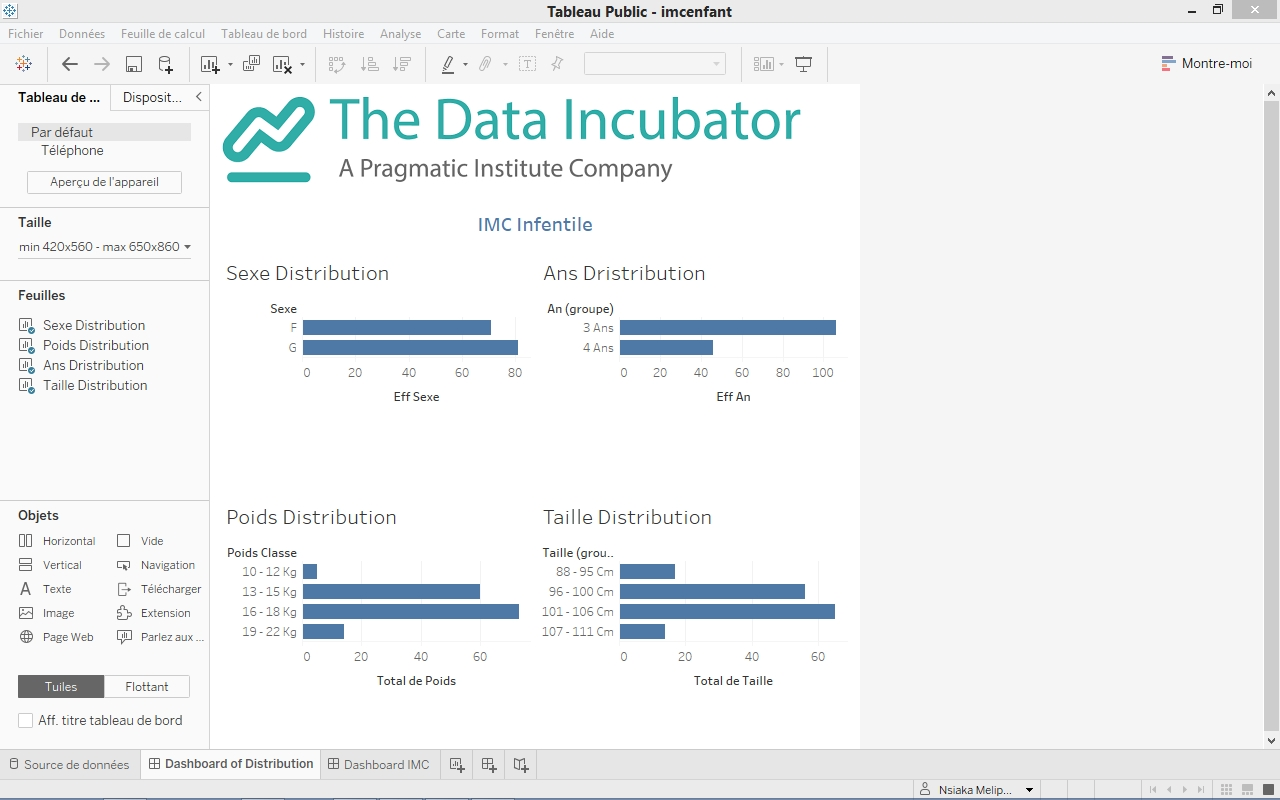 Tableau Public - imcenfant
Fichier Données Feuille de calcul Tableau de bord Histoire Analyse Carte Format Fenêtre Aide
Montre-moi
Tableau de ... Disposit...
Par défaut
Téléphone
Aperçu de l'appareil
Taille
min 420x560 - max 650x860
Feuilles
Sexe Distribution
Poids Distribution
Ans Dristribution
Taille Distribution
Objets
Horizontal Vide
Vertical Navigation
Texte Télécharger
Image Extension
Page Web Parlez aux ...
Tuiles Flottant
Aff. titre tableau de bord
The Data Incubator
A Pragmatic Institute Company
IMC Infentile
Sexe Distribution
Sexe
F
G
0 20 40 60 80
Eff Sexe
Ans Dristribution
An (groupe)
3 Ans
4 Ans
0 20 40 60 80 100
Eff An
Poids Distribution
Poids Classe
10 - 12 Kg
13 - 15 Kg
16 - 18 Kg
19 - 22 Kg
0 20 40 60
Total de Poids
Taille Distribution
Taille (grou..
88 - 95 Cm
96 - 100 Cm
101 - 106 Cm
107 - 111 Cm
0 20 40 60
Total de Taille
Source de données Dashboard of Distribution Dashboard IMC
Nsiaka Melip...